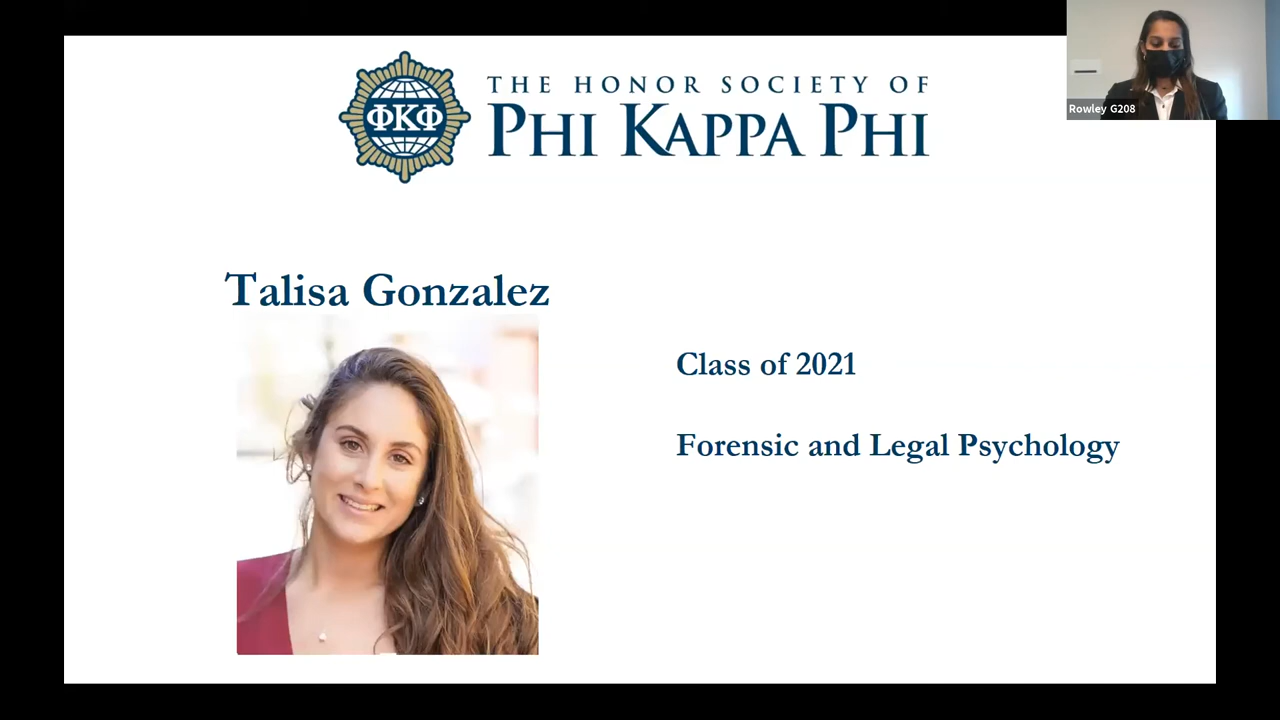 THE HONOR SOCIETY OF
ΦΚΦ
PHI KAPPA PHI
Rowley G208
Talisa Gonzalez
Class of 2021
Forensic and Legal Psychology